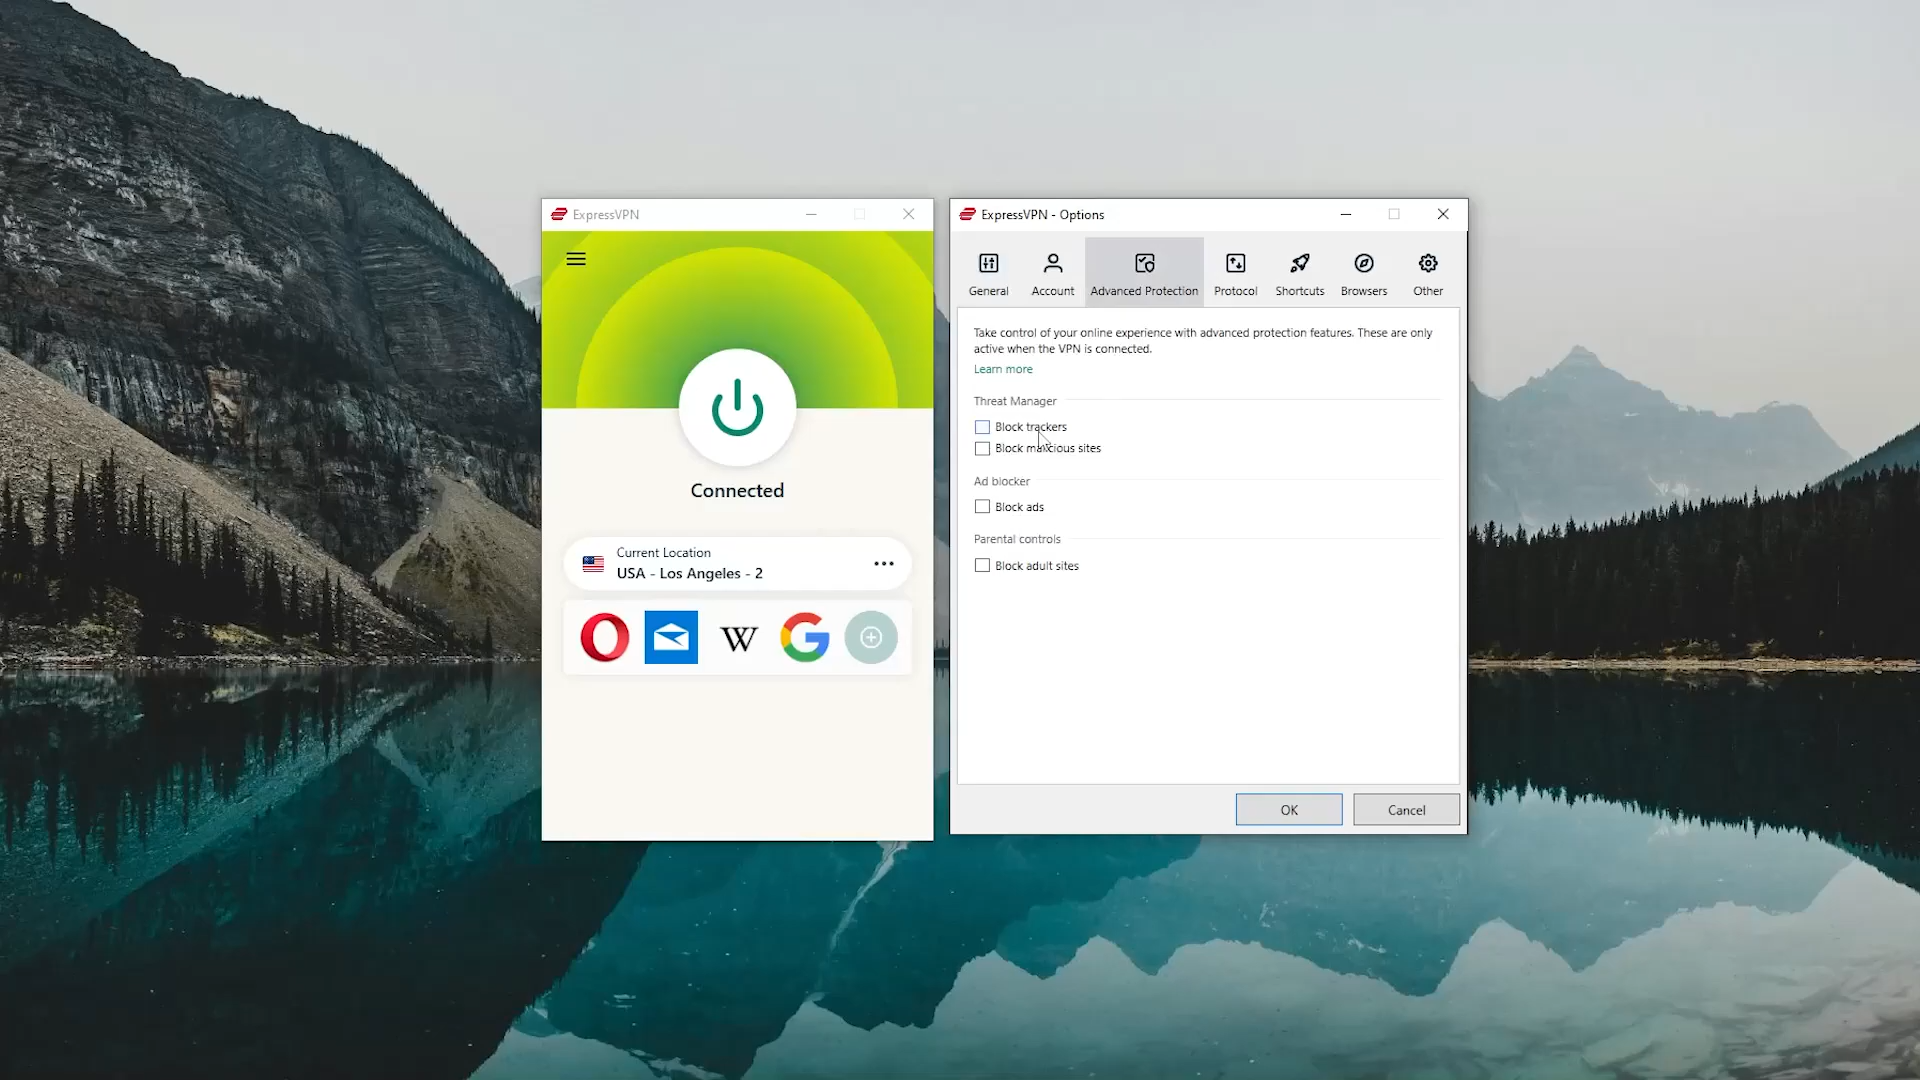 ExpressVPN
Connected
Current Location
USA - Los Angeles - 2
W
G
ExpressVPN - Options
General
Account
Advanced Protection
Protocol
Shortcuts
Browsers
Other
Take control of your online experience with advanced protection features. These are only
active when the VPN is connected.
Learn more
Threat Manager
Block trackers
Block malicious sites
Ad blocker
Block ads
Parental controls
Block adult sites
OK
Cancel